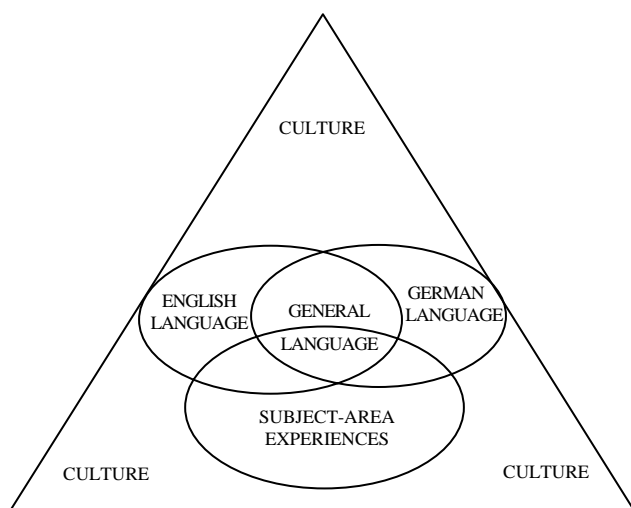 CULTURE
ENGLISH
LANGUAGE
GENERAL
LANGUAGE
GERMAN
LANGUAGE
SUBJECT-AREA
EXPERIENCES
CULTURE
CULTURE